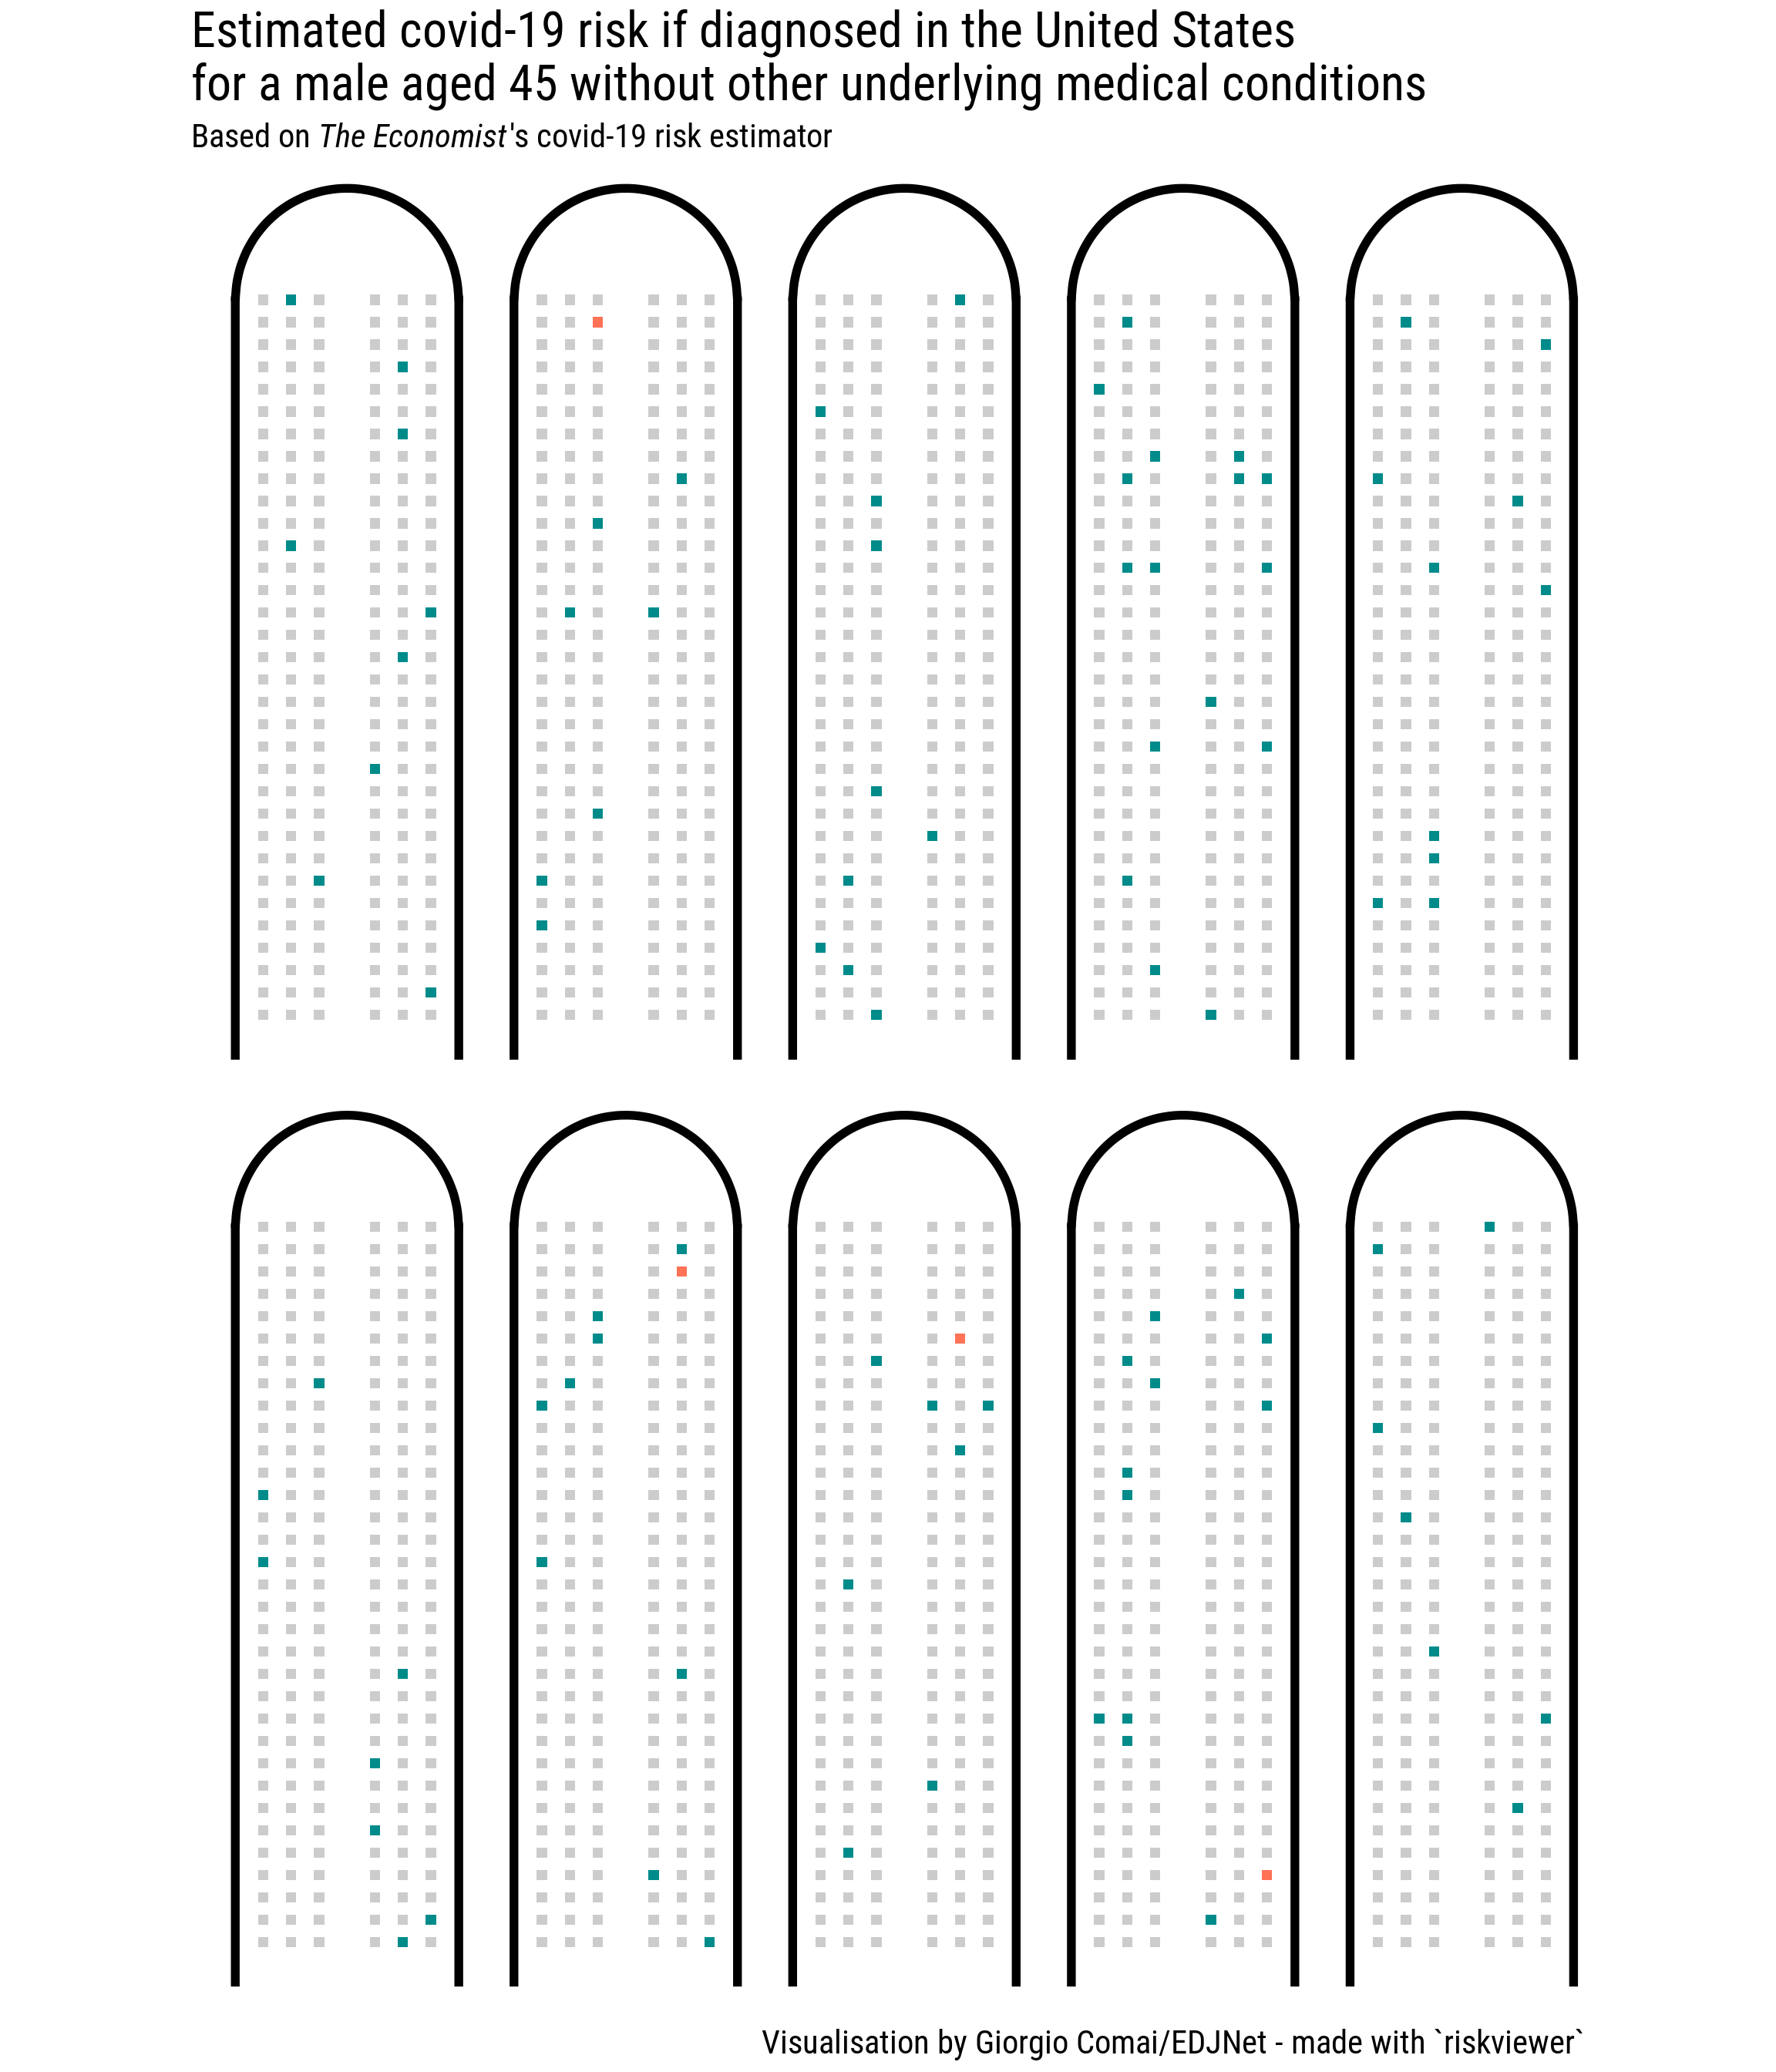 Estimated covid-19 risk if diagnosed in the United States
for a male aged 45 without other underlying medical conditions
Based on The Economist's covid-19 risk estimator
Visualisation by Giorgio Comai/EDJNet - made with `riskviewer`